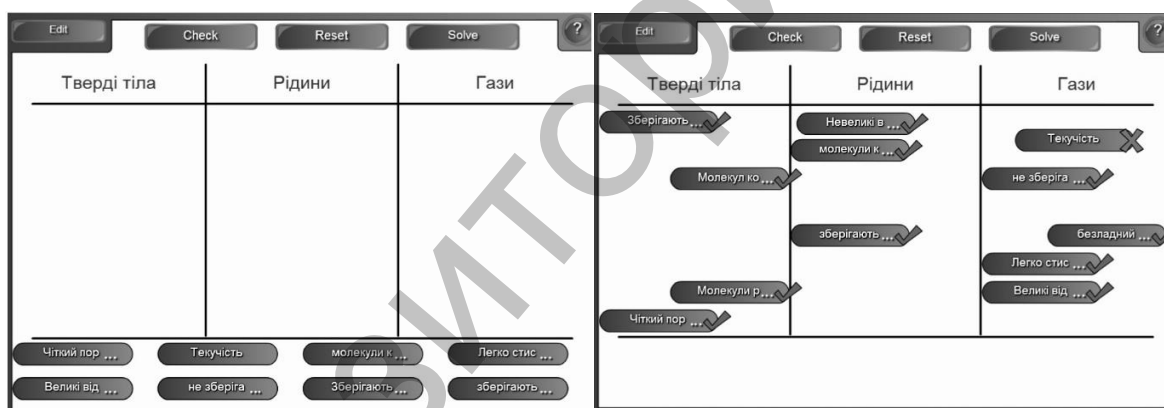 Edit Check Reset Solve ?
Тверді тіла Рідини Гази
Чіткий пор ... Текучість молекули к ... Легко стис ...
Великі від ... не зберіга ... Зберігають ... зберігають ...
Edit Check Reset Solve ?
Тверді тіла Рідини Гази
Зберігають ... Невеликі в ...
Текучість
молекули к ...
Молекул ко ... не зберіга ...
зберігають ... безладний ...
Легко стис ...
Молекули р... Великі від ...
Чіткий пор ...
зитори